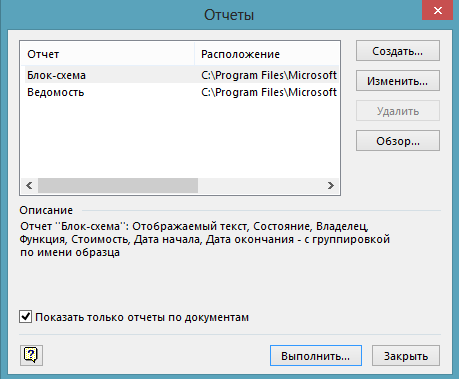 Отчеты
Отчет Расположение
Блок-схема C:\Program Files\Microsoft
Ведомость C:\Program Files\Microsoft
Создать...
Изменить...
Удалить
Обзор...
Описание
Отчет "Блок-схема": Отображаемый текст, Состояние, Владелец,
Функция, Стоимость, Дата начала, Дата окончания - с группировкой
по имени образца
Показать только отчеты по документам
Выполнить... Закрыть